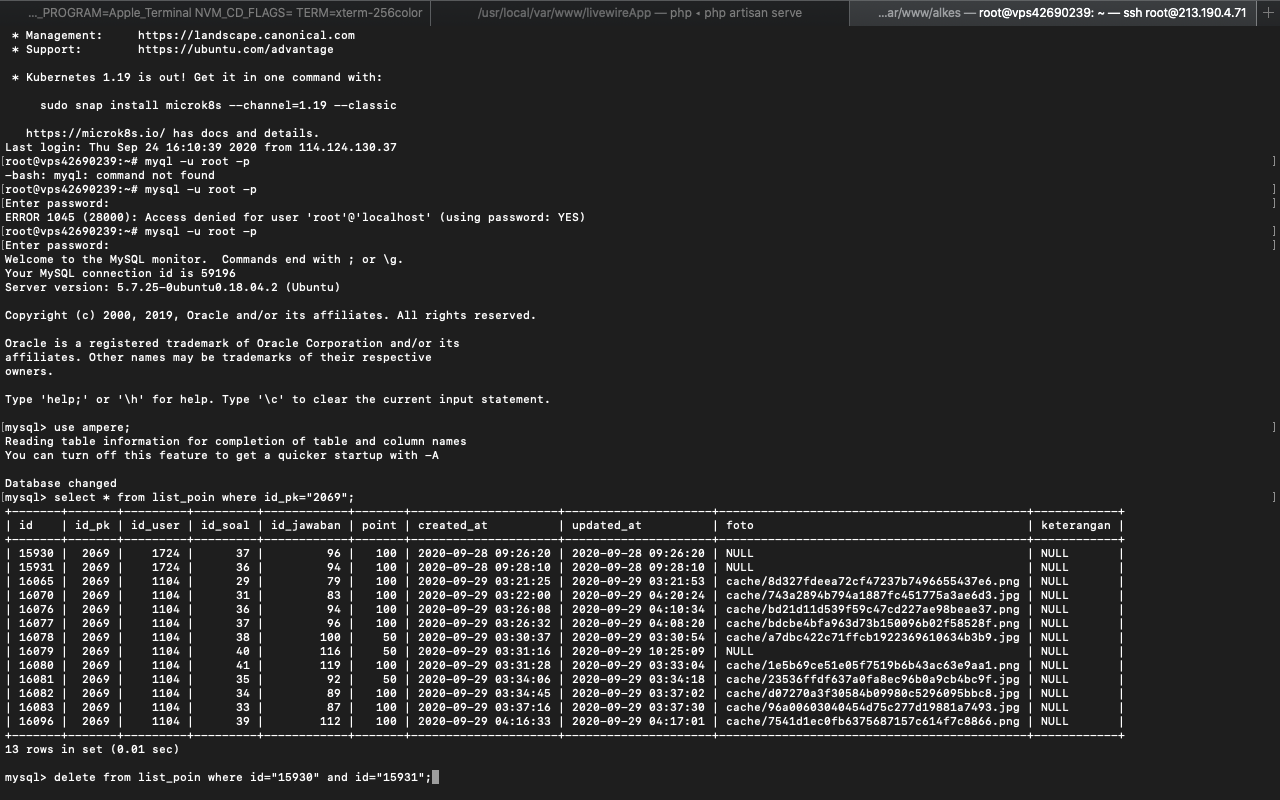 ..._PROGRAM=Apple_Terminal NVM_CD_FLAGS= TERM=xterm-256color
/usr/local/var/www/livewireApp — php ◂ php artisan serve
...ar/www/alkes — root@vps42690239: ~ — ssh root@213.190.4.71
* Management:     https://landscape.canonical.com
* Support:        https://ubuntu.com/advantage
* Kubernetes 1.19 is out! Get it in one command with:
sudo snap install microk8s --channel=1.19 --classic
https://microk8s.io/ has docs and details.
Last login: Thu Sep 24 16:10:39 2020 from 114.124.130.37
[root@vps42690239:~# myql -u root -p ]
-bash: myql: command not found
[root@vps42690239:~# mysql -u root -p ]
[Enter password: ]
ERROR 1045 (28000): Access denied for user 'root'@'localhost' (using password: YES)
[root@vps42690239:~# mysql -u root -p ]
[Enter password: ]
Welcome to the MySQL monitor.  Commands end with ; or \g.
Your MySQL connection id is 59196
Server version: 5.7.25-0ubuntu0.18.04.2 (Ubuntu)
Copyright (c) 2000, 2019, Oracle and/or its affiliates. All rights reserved.
Oracle is a registered trademark of Oracle Corporation and/or its
affiliates. Other names may be trademarks of their respective
owners.
Type 'help;' or '\h' for help. Type '\c' to clear the current input statement.
[mysql> use ampere; ]
Reading table information for completion of table and column names
You can turn off this feature to get a quicker startup with -A
Database changed
[mysql> select * from list_poin where id_pk="2069"; ]
| id    | id_pk | id_user | id_soal | id_jawaban | point | created_at          | updated_at          | foto                                       | keterangan |
| 15930 |  2069 |    1724 |      37 |         96 |   100 | 2020-09-28 09:26:20 | 2020-09-28 09:26:20 | NULL                                       | NULL       |
| 15931 |  2069 |    1724 |      36 |         94 |   100 | 2020-09-28 09:28:10 | 2020-09-28 09:28:10 | NULL                                       | NULL       |
| 16065 |  2069 |    1104 |      29 |         79 |   100 | 2020-09-29 03:21:25 | 2020-09-29 03:21:53 | cache/8d327fdeea72cf47237b7496655437e6.png | NULL       |
| 16070 |  2069 |    1104 |      31 |         83 |   100 | 2020-09-29 03:22:00 | 2020-09-29 04:20:24 | cache/743a2894b794a1887fc451775a3ae6d3.jpg | NULL       |
| 16076 |  2069 |    1104 |      36 |         94 |   100 | 2020-09-29 03:26:08 | 2020-09-29 04:10:34 | cache/bd21d11d539f59c47cd227ae98beae37.png | NULL       |
| 16077 |  2069 |    1104 |      37 |         96 |   100 | 2020-09-29 03:26:32 | 2020-09-29 04:08:20 | cache/bdcbe4bfa963d73b150096b02f58528f.png | NULL       |
| 16078 |  2069 |    1104 |      38 |        100 |    50 | 2020-09-29 03:30:37 | 2020-09-29 03:30:54 | cache/a7dbc422c71ffcb1922369610634b3b9.jpg | NULL       |
| 16079 |  2069 |    1104 |      40 |        116 |    50 | 2020-09-29 03:31:16 | 2020-09-29 10:25:09 | NULL                                       | NULL       |
| 16080 |  2069 |    1104 |      41 |        119 |   100 | 2020-09-29 03:31:28 | 2020-09-29 03:33:04 | cache/1e5b69ce51e05f7519b6b43ac63e9aa1.png | NULL       |
| 16081 |  2069 |    1104 |      35 |         92 |    50 | 2020-09-29 03:34:06 | 2020-09-29 03:34:18 | cache/23536ffdf637a0fa8ec96b0a9cb4bc9f.jpg | NULL       |
| 16082 |  2069 |    1104 |      34 |         89 |   100 | 2020-09-29 03:34:45 | 2020-09-29 03:37:02 | cache/d07270a3f30584b09980c5296095bbc8.jpg | NULL       |
| 16083 |  2069 |    1104 |      33 |         87 |   100 | 2020-09-29 03:37:16 | 2020-09-29 03:37:30 | cache/96a00603040454d75c277d19881a7493.jpg | NULL       |
| 16096 |  2069 |    1104 |      39 |        112 |   100 | 2020-09-29 04:16:33 | 2020-09-29 04:17:01 | cache/7541d1ec0fb6375687157c614f7c8866.png | NULL       |
13 rows in set (0.01 sec)
mysql> delete from list_poin where id="15930" and id="15931";